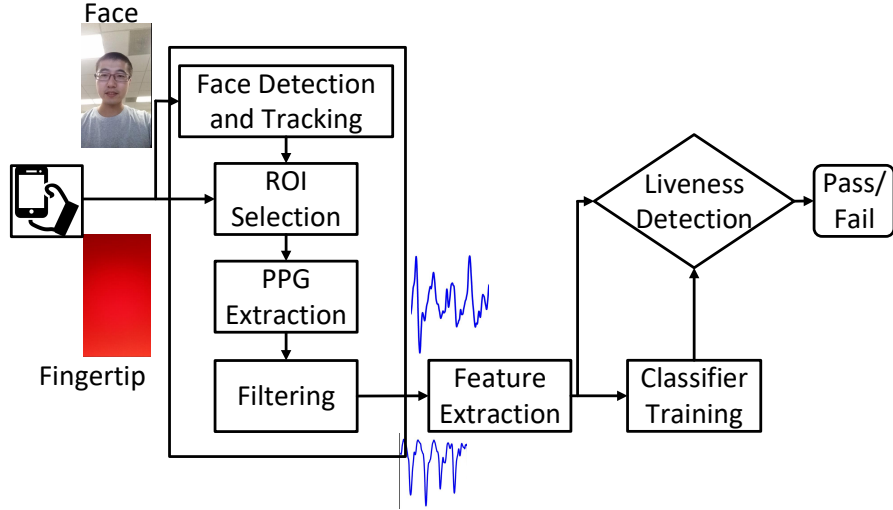 Face
Face Detection
and Tracking
ROI
Selection
PPG
Extraction
Filtering
Fingertip
Feature
Extraction
Classifier
Training
Liveness
Detection
Pass/
Fail